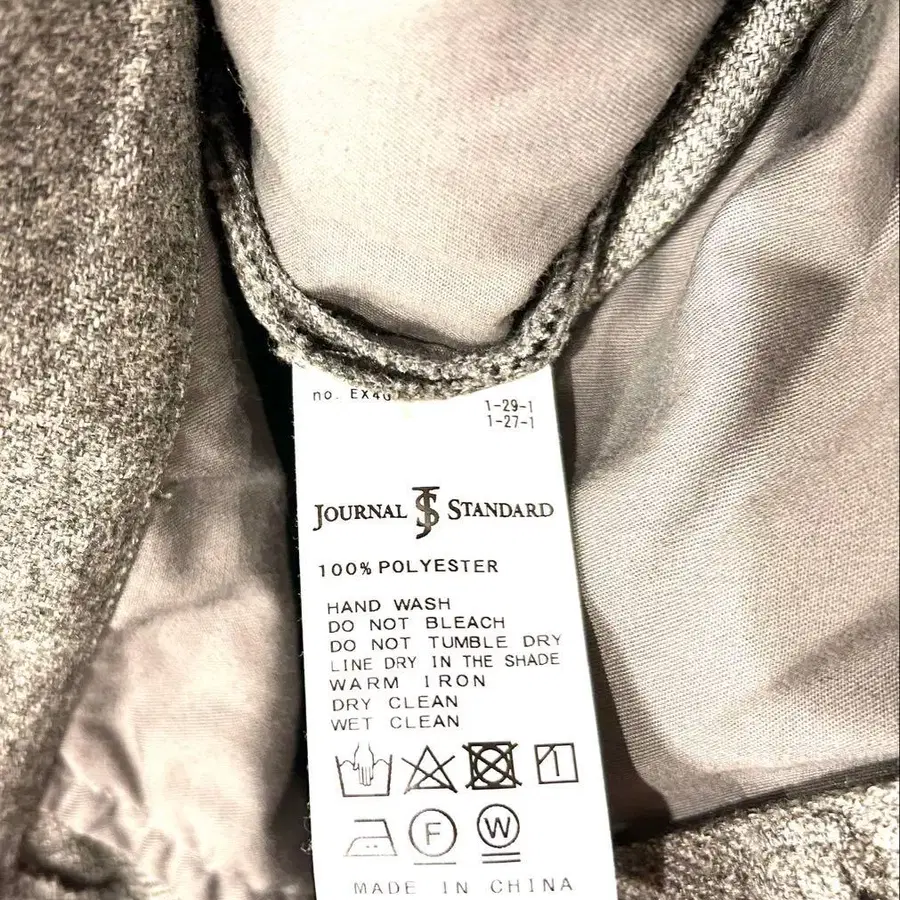 no. EX40
1-29-1
1-27-1
JOURNAL JS STANDARD
100% POLYESTER
HAND WASH
DO NOT BLEACH
DO NOT TUMBLE DRY
LINE DRY IN THE SHADE
WARM IRON
DRY CLEAN
WET CLEAN
F W
MADE IN CHINA